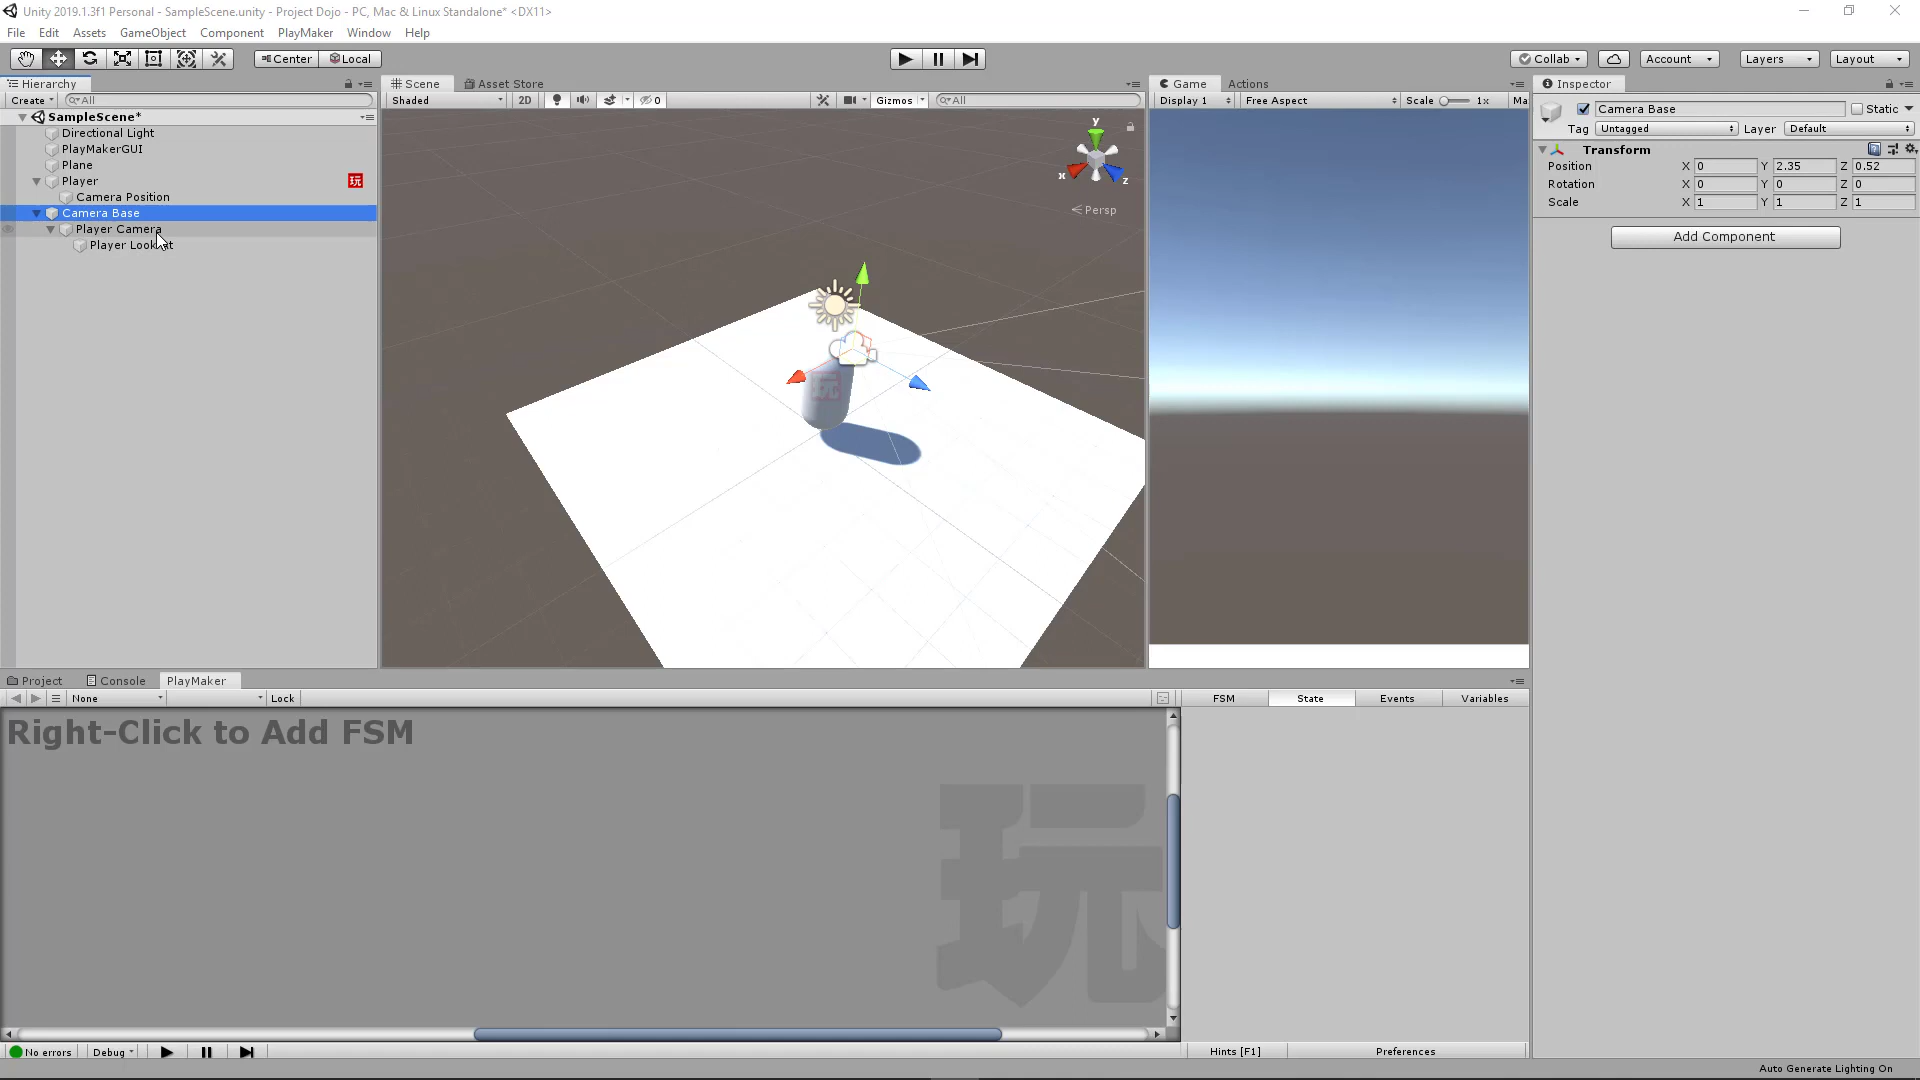 Unity 2019.1.3f1 Personal - SampleScene.unity - Project Dojo - PC, Mac & Linux Standalone* <DX11>
File Edit Assets GameObject Component PlayMaker Window Help
Center Local Collab Account Layers Layout
Hierarchy
Create All
SampleScene*
Directional Light
PlayMakerGUI
Plane
Player 玩
Camera Position
Camera Base
Player Camera
Scene Asset Store
Shaded 2D 0 Gizmos All
y
x z
Persp
玩
Game Actions
Display 1 Free Aspect Scale 1x Ma
Inspector
Camera Base Static
Tag Untagged Layer Default
Transform
Position X 0 Y 2.35 Z 0.52
Rotation X 0 Y 0 Z 0
Scale X 1 Y 1 Z 1
Add Component
Project Console PlayMaker
None Lock
FSM State Events Variables
Right-Click to Add FSM
玩
No errors Debug
Hints [F1] Preferences
Auto Generate Lighting On